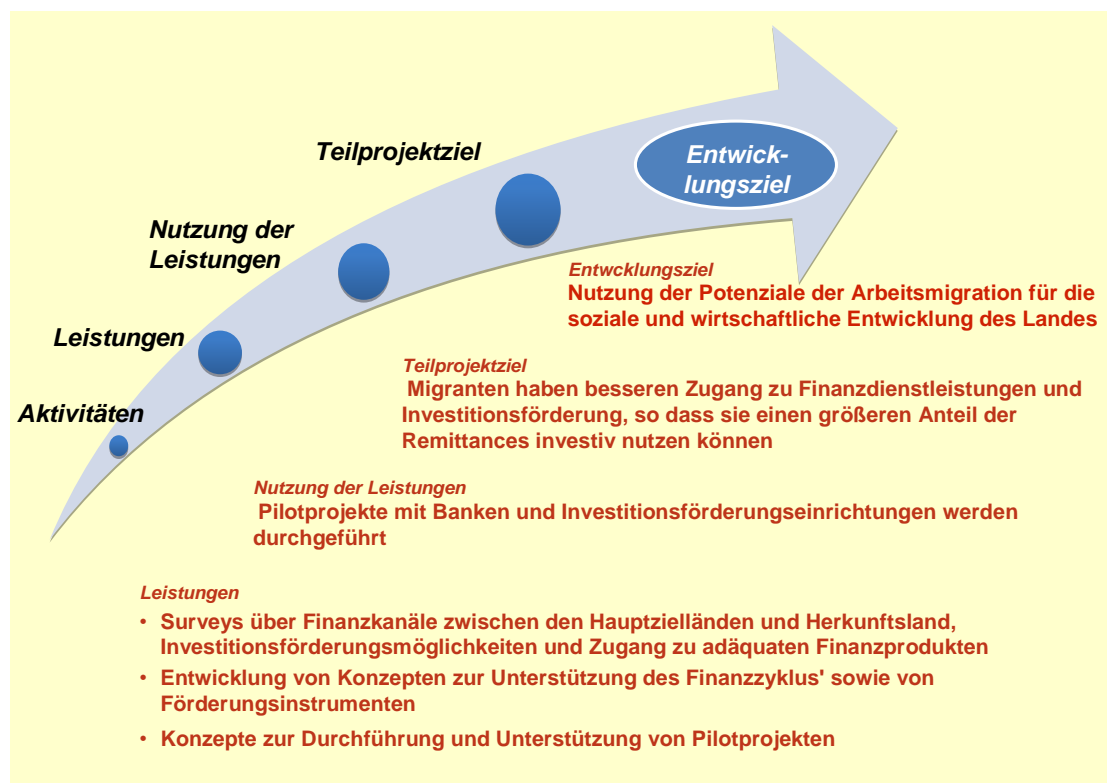 Teilprojektziel
Entwick-
lungsziel
Nutzung der
Leistungen
Leistungen
Aktivitäten
Entwcklungsziel
Nutzung der Potenziale der Arbeitsmigration für die
soziale und wirtschaftliche Entwicklung des Landes
Teilprojektziel
Migranten haben besseren Zugang zu Finanzdienstleistungen und
Investitionsförderung, so dass sie einen größeren Anteil der
Remittances investiv nutzen können
Nutzung der Leistungen
Pilotprojekte mit Banken und Investitionsförderungseinrichtungen werden
durchgeführt
Leistungen
• Surveys über Finanzkanäle zwischen den Hauptzielländen und Herkunftsland,
Investitionsförderungsmöglichkeiten und Zugang zu adäquaten Finanzprodukten
• Entwicklung von Konzepten zur Unterstützung des Finanzzyklus' sowie von
Förderungsinstrumenten
• Konzepte zur Durchführung und Unterstützung von Pilotprojekten